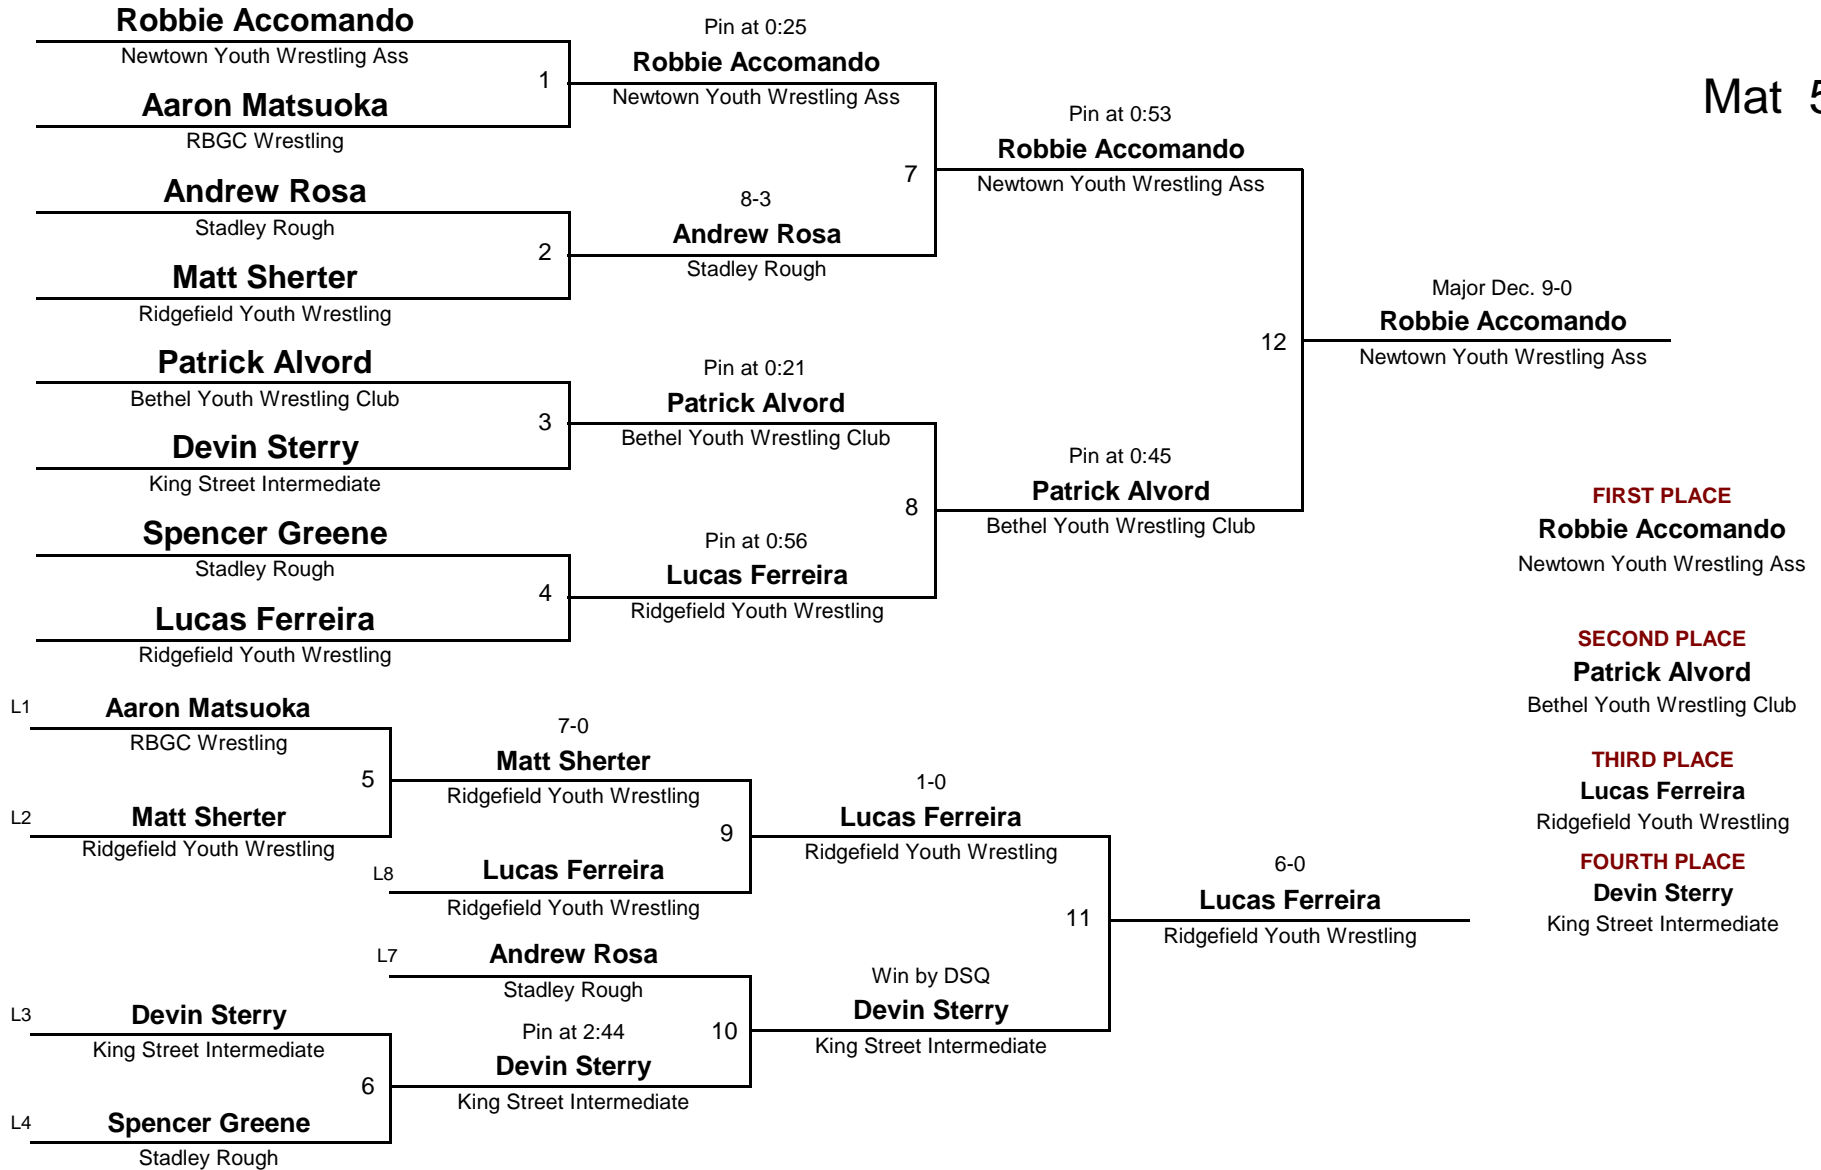 Robbie Accomando
Newtown Youth Wrestling Ass
1
Aaron Matsuoka
RBGC Wrestling
Andrew Rosa
Stadley Rough
2
Matt Sherter
Ridgefield Youth Wrestling
Patrick Alvord
Bethel Youth Wrestling Club
3
Devin Sterry
King Street Intermediate
Spencer Greene
Stadley Rough
4
Lucas Ferreira
Ridgefield Youth Wrestling
Pin at 0:25
Robbie Accomando
Newtown Youth Wrestling Ass
7
8-3
Andrew Rosa
Stadley Rough
Pin at 0:21
Patrick Alvord
Bethel Youth Wrestling Club
8
Pin at 0:56
Lucas Ferreira
Ridgefield Youth Wrestling
Pin at 0:53
Robbie Accomando
Newtown Youth Wrestling Ass
12
Pin at 0:45
Patrick Alvord
Bethel Youth Wrestling Club
Major Dec. 9-0
Robbie Accomando
Newtown Youth Wrestling Ass
Mat 5
FIRST PLACE
Robbie Accomando
Newtown Youth Wrestling Ass
SECOND PLACE
Patrick Alvord
Bethel Youth Wrestling Club
THIRD PLACE
Lucas Ferreira
Ridgefield Youth Wrestling
FOURTH PLACE
Devin Sterry
King Street Intermediate
L1 Aaron Matsuoka
RBGC Wrestling
5
L2 Matt Sherter
Ridgefield Youth Wrestling
L3 Devin Sterry
King Street Intermediate
6
L4 Spencer Greene
Stadley Rough
7-0
Matt Sherter
Ridgefield Youth Wrestling
9
L8 Lucas Ferreira
Ridgefield Youth Wrestling
L7 Andrew Rosa
Stadley Rough
10
Pin at 2:44
Devin Sterry
King Street Intermediate
1-0
Lucas Ferreira
Ridgefield Youth Wrestling
11
Win by DSQ
Devin Sterry
King Street Intermediate
6-0
Lucas Ferreira
Ridgefield Youth Wrestling